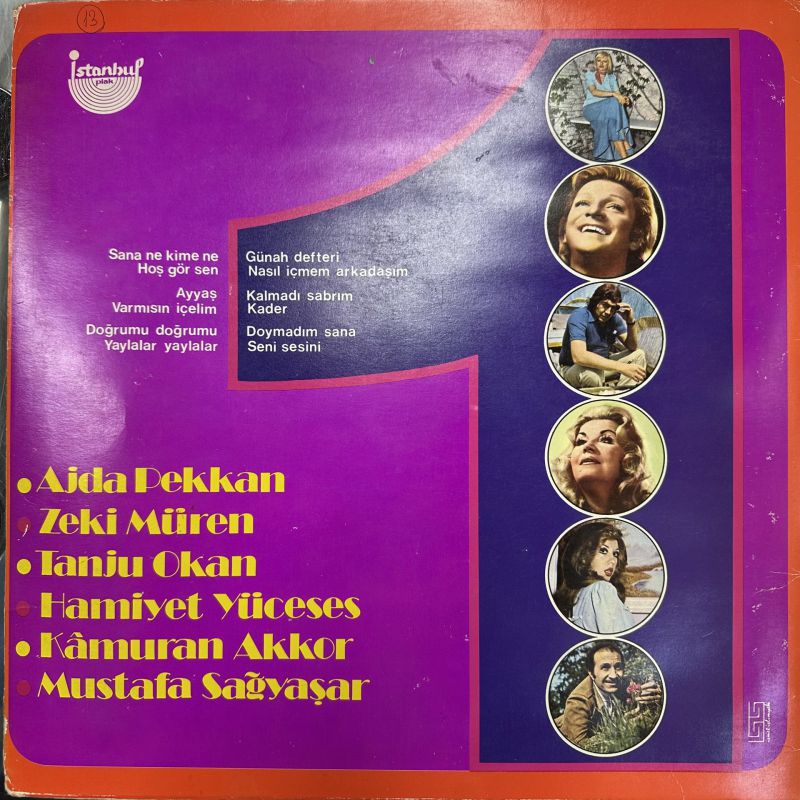 13
istanbul
plak
1
Sana ne kime ne
Hoş gör sen
Ayyaş
Varmısın içelim
Doğrumu doğrumu
Yaylalar yaylalar
Günah defteri
Nasıl içmem arkadaşım
Kalmadı sabrım
Kader
Doymadım sana
Seni sesini
Ajda Pekkan
Zeki Müren
Tanju Okan
Hamiyet Yüceses
Kâmuran Akkor
Mustafa Sağyaşar